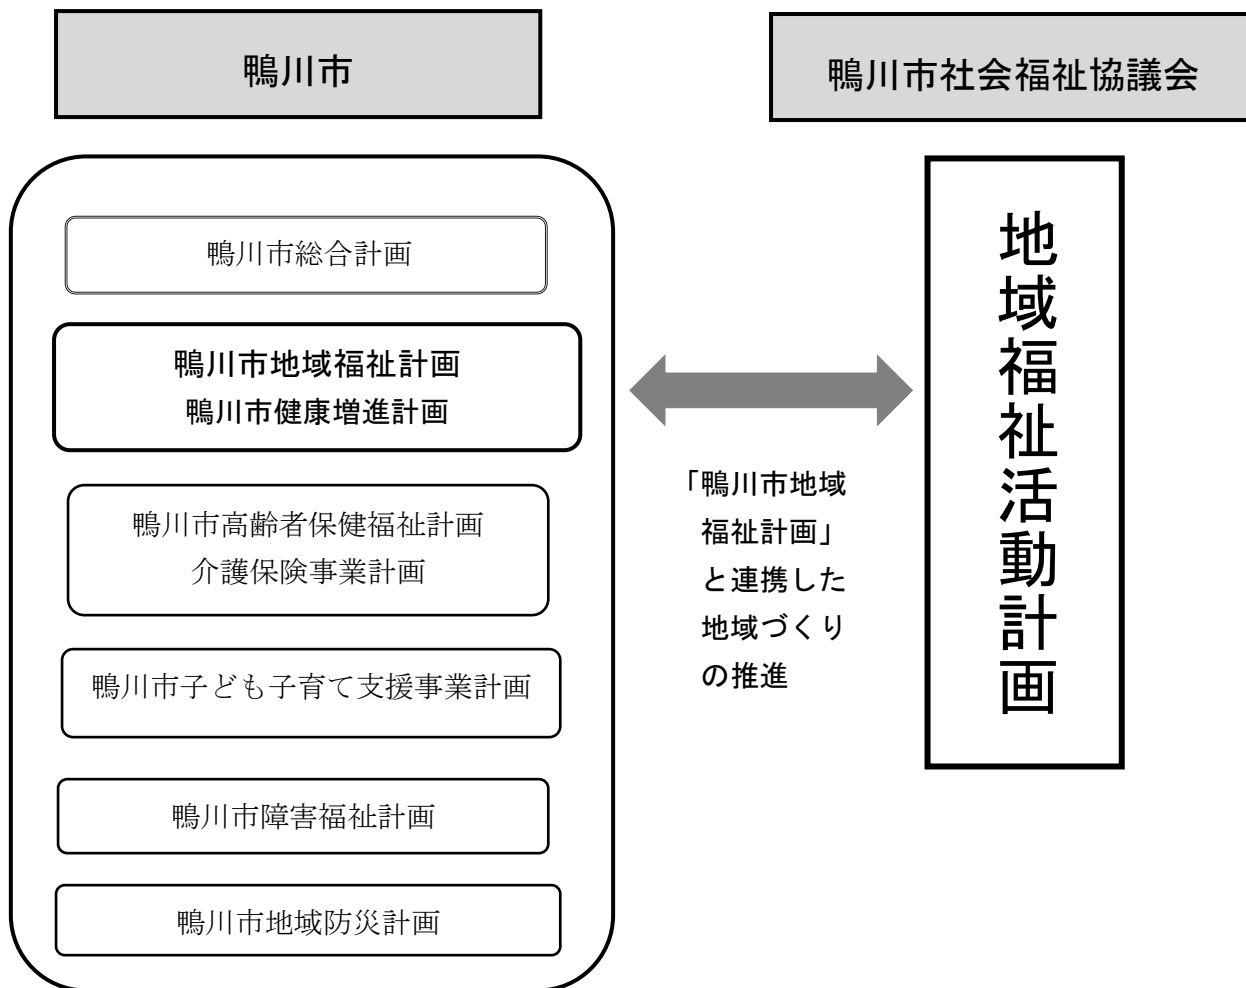 鴨川市
鴨川市社会福祉協議会
鴨川市総合計画
鴨川市地域福祉計画
鴨川市健康増進計画
鴨川市高齢者保健福祉計画
介護保険事業計画
鴨川市子ども子育て支援事業計画
鴨川市障害福祉計画
鴨川市地域防災計画
「鴨川市地域
福祉計画」
と連携した
地域づくり
の推進
地域福祉活動計画